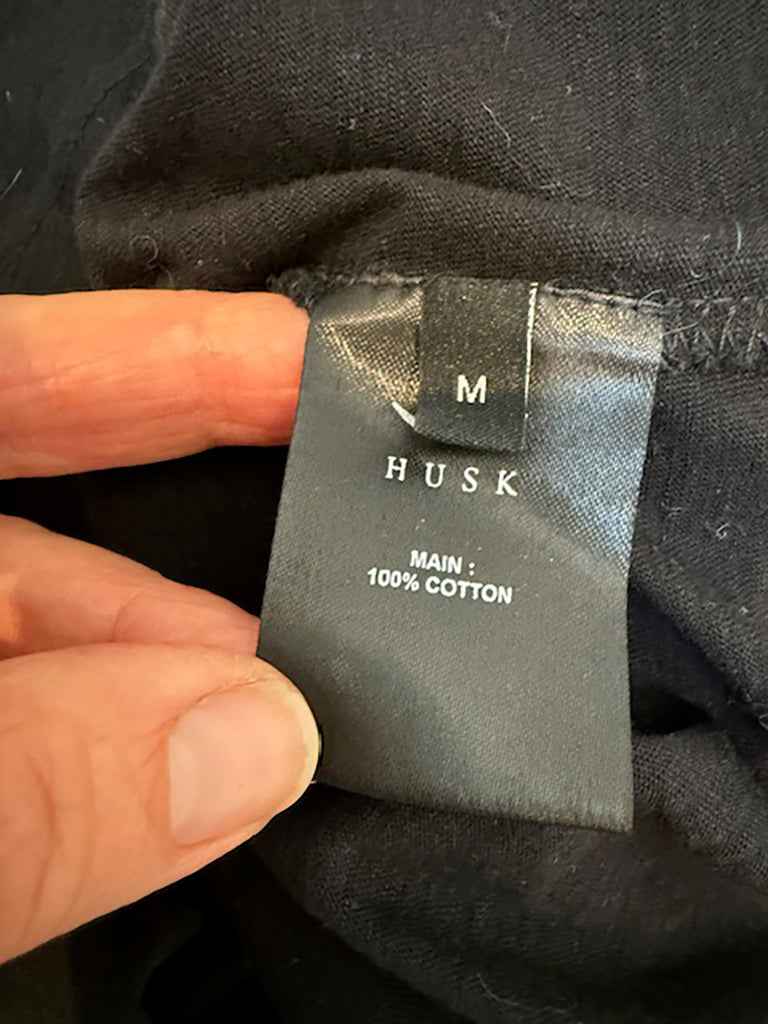 M
HUSK
MAIN :
100% COTTON